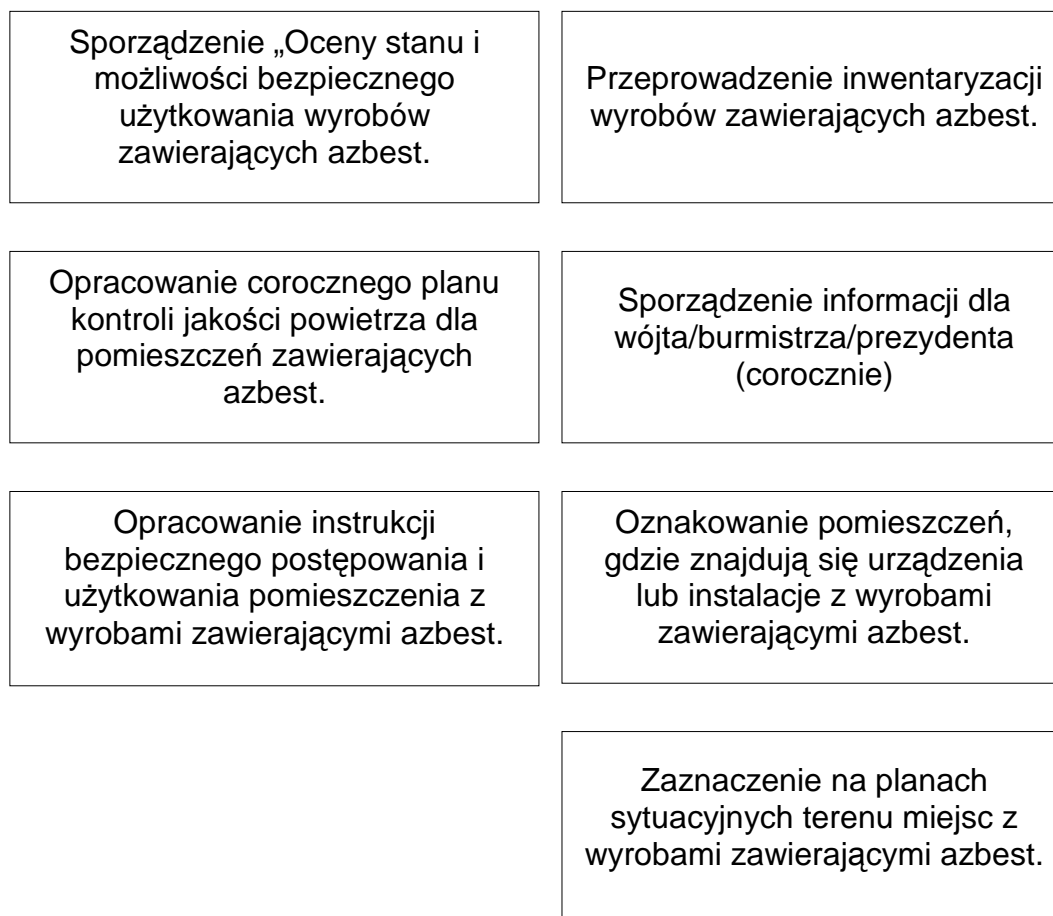 Sporządzenie „Oceny stanu i
możliwości bezpiecznego
użytkowania wyrobów
zawierających azbest.
Przeprowadzenie inwentaryzacji
wyrobów zawierających azbest.
Opracowanie corocznego planu
kontroli jakości powietrza dla
pomieszczeń zawierających
azbest.
Sporządzenie informacji dla
wójta/burmistrza/prezydenta
(corocznie)
Opracowanie instrukcji
bezpiecznego postępowania i
użytkowania pomieszczenia z
wyrobami zawierającymi azbest.
Oznakowanie pomieszczeń,
gdzie znajdują się urządzenia
lub instalacje z wyrobami
zawierającymi azbest.
Zaznaczenie na planach
sytuacyjnych terenu miejsc z
wyrobami zawierającymi azbest.